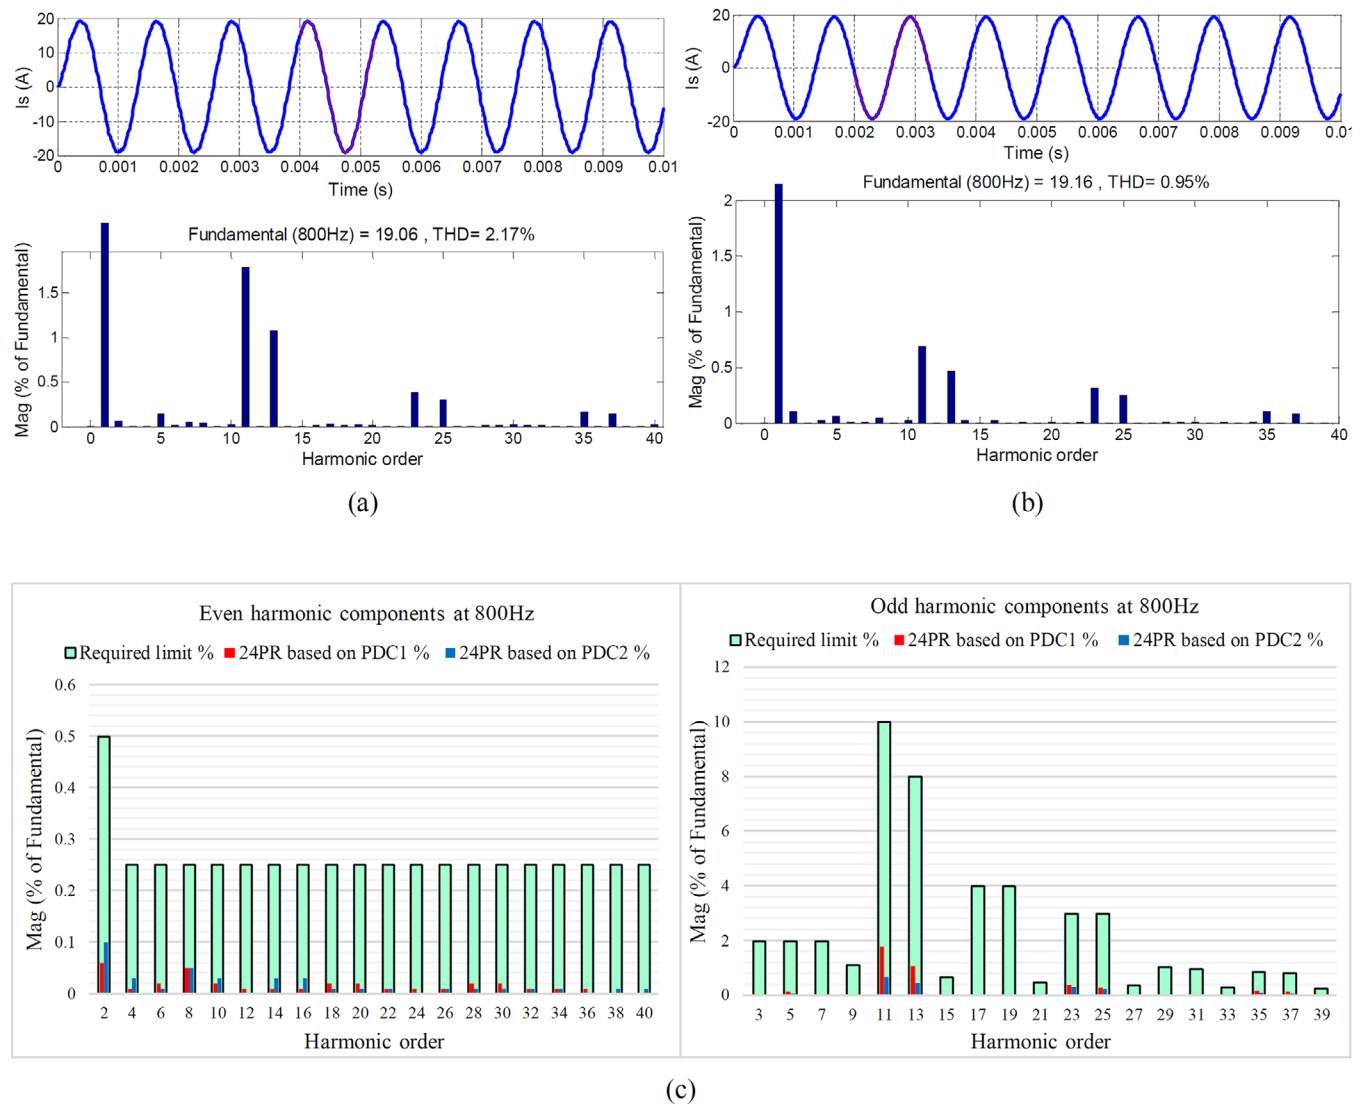 20
10
0
-10
-20
Is (A)
0 0.001 0.002 0.003 0.004 0.005 0.006 0.007 0.008 0.009 0.01
Time (s)
Fundamental (800Hz) = 19.06 , THD= 2.17%
1.5
1
0.5
0
Mag (% of Fundamental)
0 5 10 15 20 25 30 35 40
Harmonic order
(a)
20
0
-20
Is (A)
0 0.001 0.002 0.003 0.004 0.005 0.006 0.007 0.008 0.009 0.01
Time (s)
Fundamental (800Hz) = 19.16 , THD= 0.95%
2
1.5
1
0.5
0
Mag (% of Fundamental)
0 5 10 15 20 25 30 35 40
Harmonic order
(b)
Even harmonic components at 800Hz
Required limit % 24PR based on PDC1 % 24PR based on PDC2 %
0.6
0.5
0.4
0.3
0.2
0.1
0
Mag (% of Fundamental)
2 4 6 8 10 12 14 16 18 20 22 24 26 28 30 32 34 36 38 40
Harmonic order
Odd harmonic components at 800Hz
Required limit % 24PR based on PDC1 % 24PR based on PDC2 %
12
10
8
6
4
2
0
Mag (% of Fundamental)
3 5 7 9 11 13 15 17 19 21 23 25 27 29 31 33 35 37 39
Harmonic order
(c)